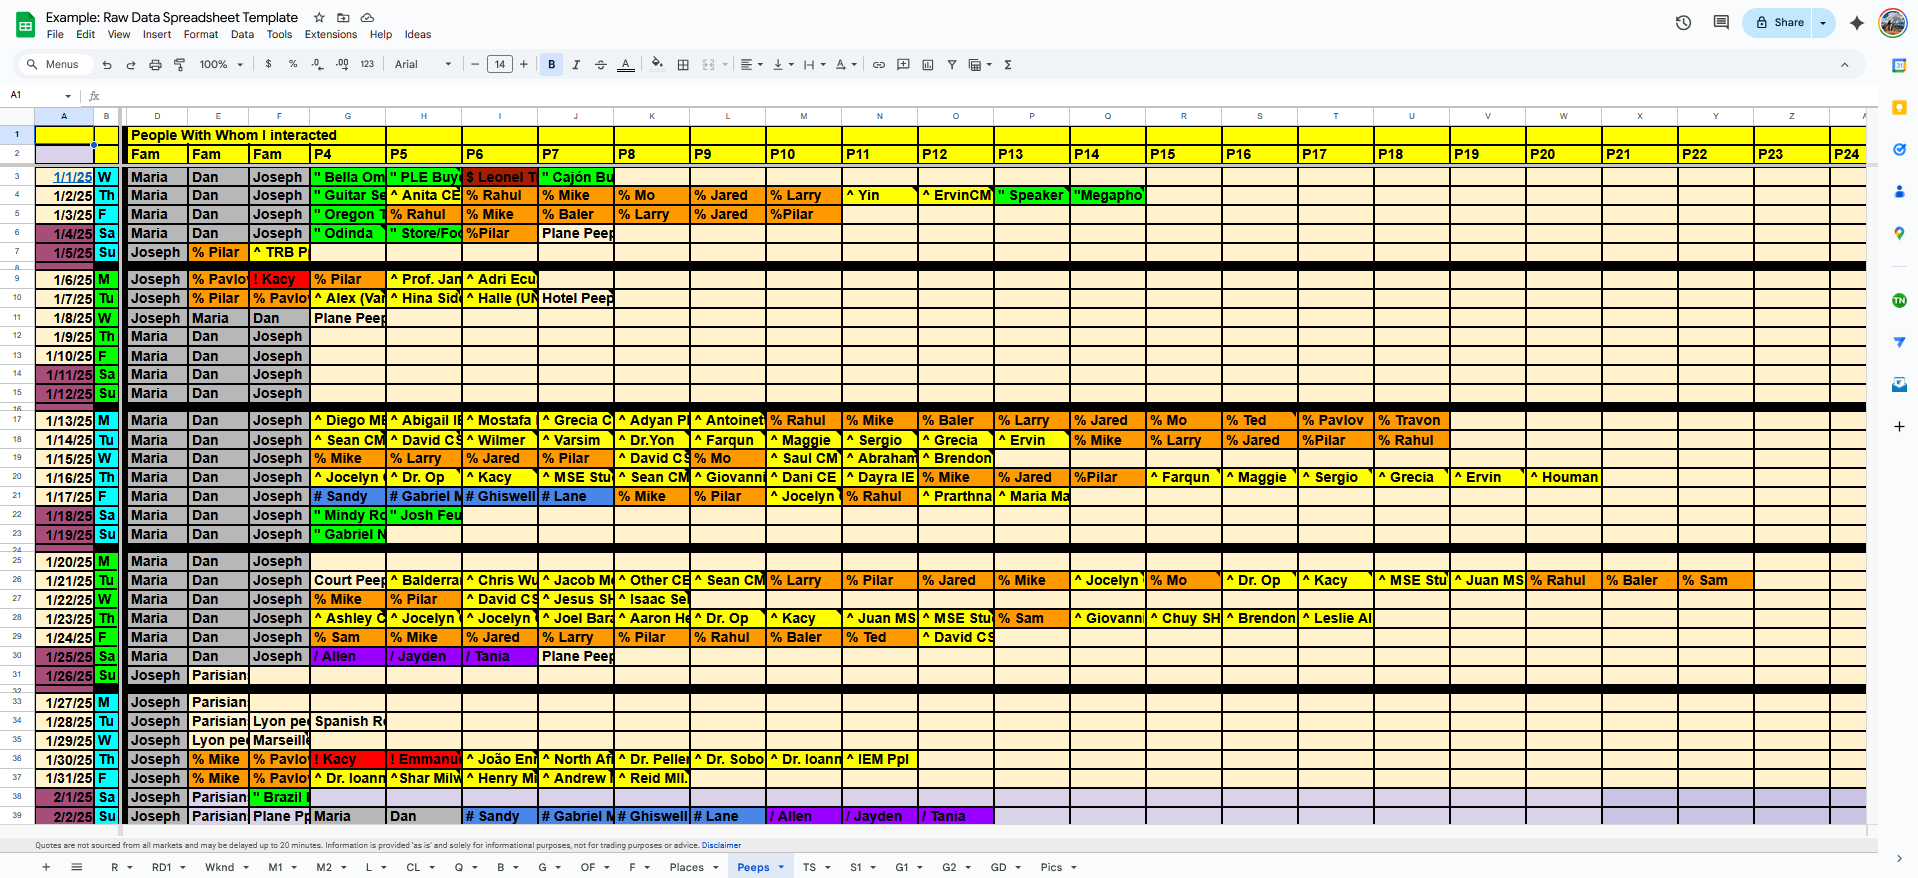 Example: Raw Data Spreadsheet Template
File Edit View Insert Format Data Tools Extensions Help Ideas
Share
Menus 100% $ % .0 .00 123 Arial 14 B I A
A1 fx
A B D E F G H I J K L M N O P Q R S T U V W X Y Z
1 People With Whom I interacted
2 Fam Fam Fam P4 P5 P6 P7 P8 P9 P10 P11 P12 P13 P14 P15 P16 P17 P18 P19 P20 P21 P22 P23 P24
3 1/1/25 W Maria Dan Joseph " Bella Om " PLE Buy $ Leonel T " Cajón Bu
4 1/2/25 Th Maria Dan Joseph " Guitar Se ^ Anita CE % Rahul % Mike % Mo % Jared % Larry ^ Yin ^ ErvinCM " Speaker "Megapho
5 1/3/25 F Maria Dan Joseph " Oregon T % Rahul % Mike % Baler % Larry % Jared %Pilar
6 1/4/25 Sa Maria Dan Joseph " Odinda " Store/Foo %Pilar Plane Peep
7 1/5/25 Su Joseph % Pilar ^ TRB P
8
9 1/6/25 M Joseph % Pavlo ! Kacy % Pilar ^ Prof. Jan ^ Adri Ecu
10 1/7/25 Tu Joseph % Pilar % Pavlo ^ Alex (Var ^ Hina Sid ^ Halle (UN Hotel Peep
11 1/8/25 W Joseph Maria Dan Plane Peep
12 1/9/25 Th Maria Dan Joseph
13 1/10/25 F Maria Dan Joseph
14 1/11/25 Sa Maria Dan Joseph
15 1/12/25 Su Maria Dan Joseph
16
17 1/13/25 M Maria Dan Joseph ^ Diego ME ^ Abigail IE ^ Mostafa ^ Grecia C ^ Adyan P ^ Antoinet % Rahul % Mike % Baler % Larry % Jared % Mo % Ted % Pavlov % Travon
18 1/14/25 Tu Maria Dan Joseph ^ Sean CM ^ David CS ^ Wilmer ^ Varsim ^ Dr.Yon ^ Farqun ^ Maggie ^ Sergio ^ Grecia ^ Ervin % Mike % Larry % Jared %Pilar % Rahul
19 1/15/25 W Maria Dan Joseph % Mike % Larry % Jared % Pilar ^ David CS % Mo ^ Saul CM ^ Abraham ^ Brendon
20 1/16/25 Th Maria Dan Joseph ^ Jocelyn ^ Dr. Op ^ Kacy ^ MSE Stu ^ Sean CM ^ Giovanni ^ Dani CE ^ Dayra IE % Mike % Jared %Pilar ^ Farqun ^ Maggie ^ Sergio ^ Grecia ^ Ervin ^ Houman
21 1/17/25 F Maria Dan Joseph # Sandy # Gabriel M # Ghiswell # Lane % Mike % Pilar ^ Jocelyn % Rahul ^ Prarthna ^ Maria Ma
22 1/18/25 Sa Maria Dan Joseph " Mindy Ro " Josh Feu
23 1/19/25 Su Maria Dan Joseph " Gabriel N
24
25 1/20/25 M Maria Dan Joseph
26 1/21/25 Tu Maria Dan Joseph Court Peep ^ Balderra ^ Chris Wu ^ Jacob M ^ Other CE ^ Sean CM % Larry % Pilar % Jared % Mike ^ Jocelyn % Mo ^ Dr. Op ^ Kacy ^ MSE Stu ^ Juan MS % Rahul % Baler % Sam
27 1/22/25 W Maria Dan Joseph % Mike % Pilar ^ David CS ^ Jesus SH ^ Isaac Se
28 1/23/25 Th Maria Dan Joseph ^ Ashley C ^ Jocelyn ^ Jocelyn ^ Joel Bara ^ Aaron He ^ Dr. Op ^ Kacy ^ Juan MS ^ MSE Stu % Sam ^ Giovanni ^ Chuy SH ^ Brendon ^ Leslie Al
29 1/24/25 F Maria Dan Joseph % Sam % Mike % Jared % Larry % Pilar % Rahul % Baler % Ted ^ David CS
30 1/25/25 Sa Maria Dan Joseph / Allen / Jayden / Tania Plane Peep
31 1/26/25 Su Joseph Parisian
32
33 1/27/25 M Joseph Parisian
34 1/28/25 Tu Joseph Parisian Lyon pe Spanish R
35 1/29/25 W Joseph Lyon pe Marseill
36 1/30/25 Th Joseph % Mike % Pavlo ! Kacy ! Emmanu ^ João Enr ^ North Afr ^ Dr. Peller ^ Dr. Sobo ^ Dr. Ioann ^ IEM Ppl
37 1/31/25 F Joseph % Mike % Pavlo ^ Dr. Ioann ^Shar Milw ^ Henry Mi ^ Andrew ^ Reid MII.
38 2/1/25 Sa Joseph Parisian " Brazil
39 2/2/25 Su Joseph Parisian Plane Pp Maria Dan # Sandy # Gabriel M # Ghiswell # Lane / Allen / Jayden / Tania
Quotes are not sourced from all markets and may be delayed up to 20 minutes. Information is provided 'as is' and solely for informational purposes, not for trading purposes or advice. Disclaimer
R RD1 Wknd M1 M2 L CL Q B G OF F Places Peeps TS S1 G1 G2 GD Pics